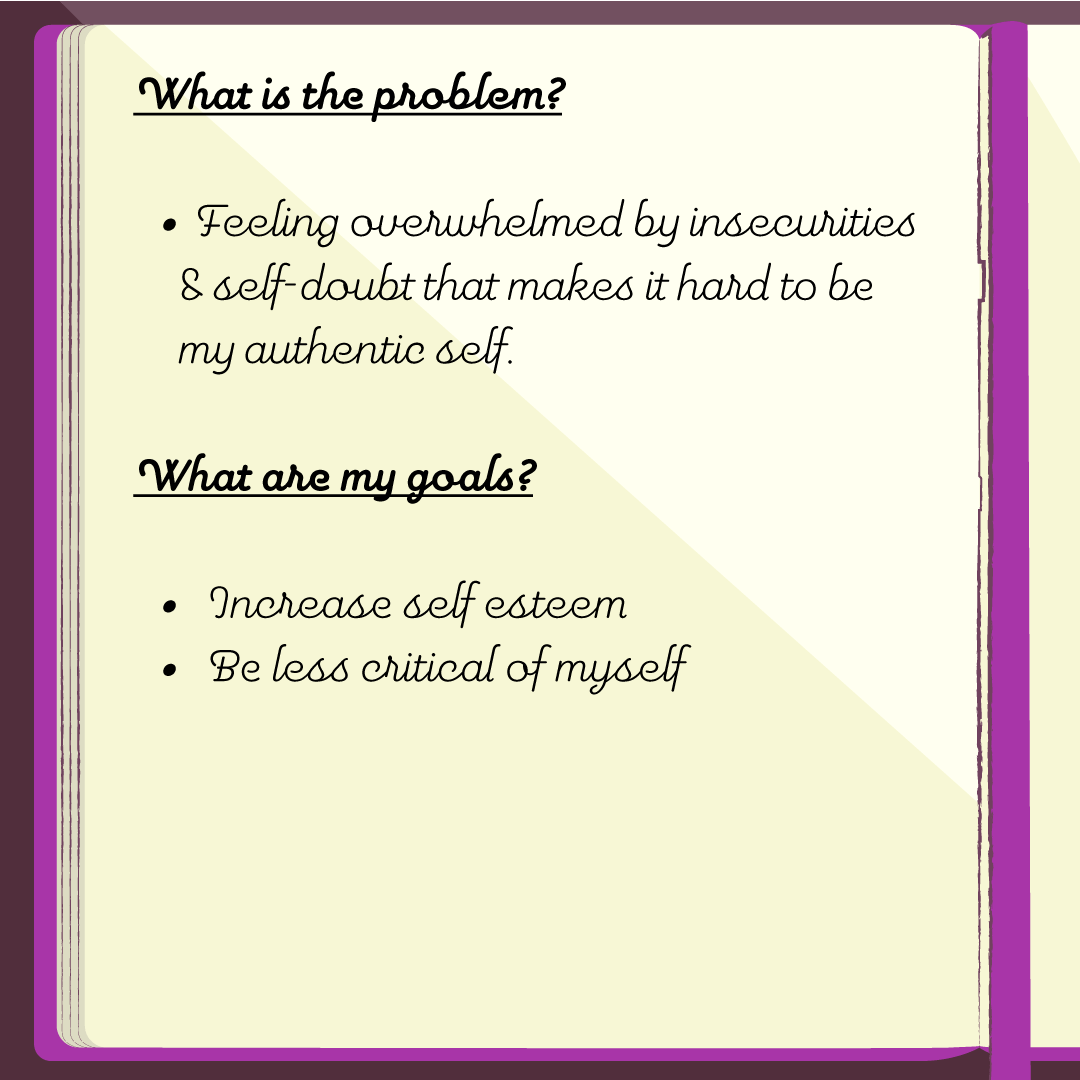 What is the problem?
• Feeling overwhelmed by insecurities
& self-doubt that makes it hard to be
my authentic self.
What are my goals?
• Increase self esteem
• Be less critical of myself